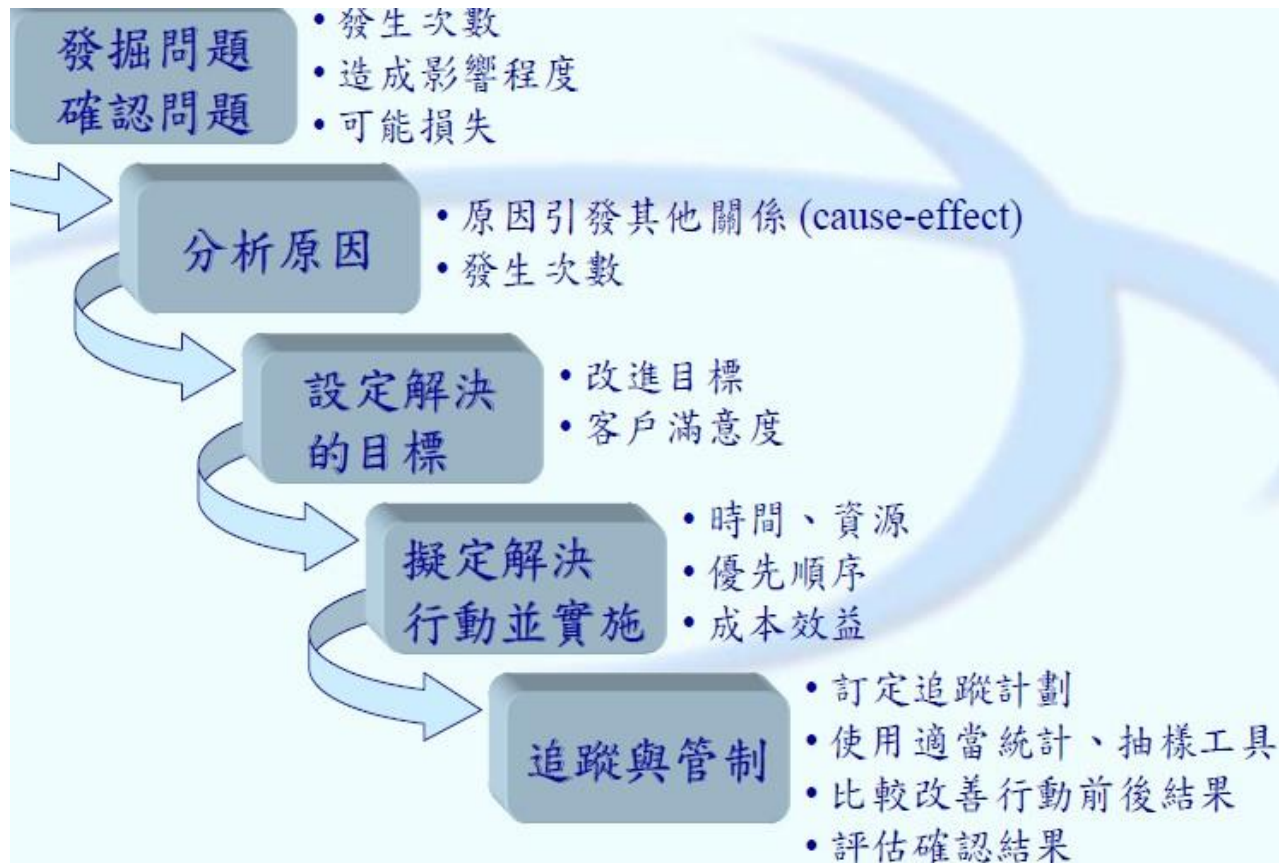 發掘問題
確認問題
• 發生次數
• 造成影響程度
• 可能損失
分析原因
• 原因引發其他關係 (cause-effect)
• 發生次數
設定解決
的目標
• 改進目標
• 客戶滿意度
擬定解決
行動並實施
• 時間、資源
• 優先順序
• 成本效益
追蹤與管制
• 訂定追蹤計劃
• 使用適當統計、抽樣工具
• 比較改善行動前後結果
• 評估確認結果